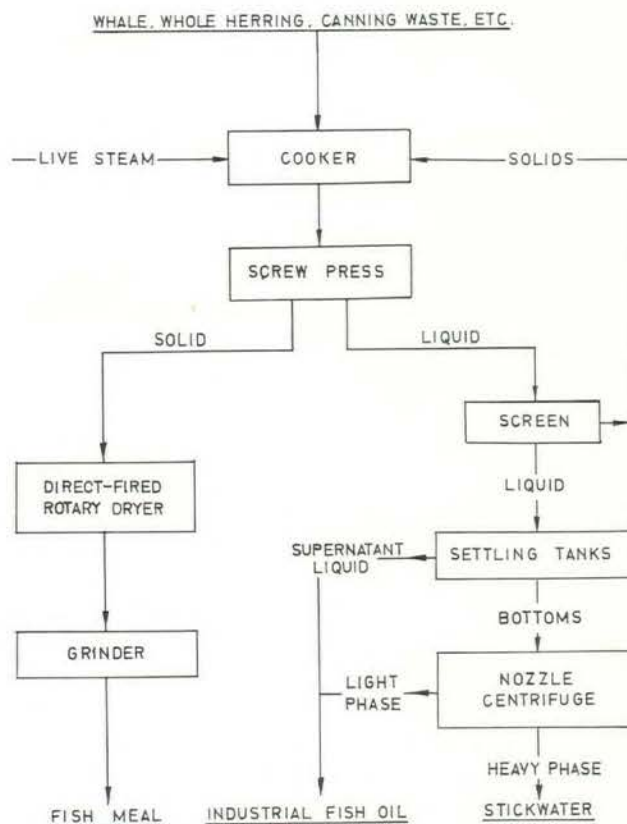 WHALE, WHOLE HERRING, CANNING WASTE, ETC.
LIVE STEAM
COOKER
SOLIDS
SCREW PRESS
SOLID
LIQUID
SCREEN
DIRECT-FIRED
ROTARY DRYER
LIQUID
SUPERNATANT
LIQUID
SETTLING TANKS
BOTTOMS
GRINDER
LIGHT
PHASE
NOZZLE
CENTRIFUGE
HEAVY PHASE
FISH MEAL
INDUSTRIAL FISH OIL
STICKWATER